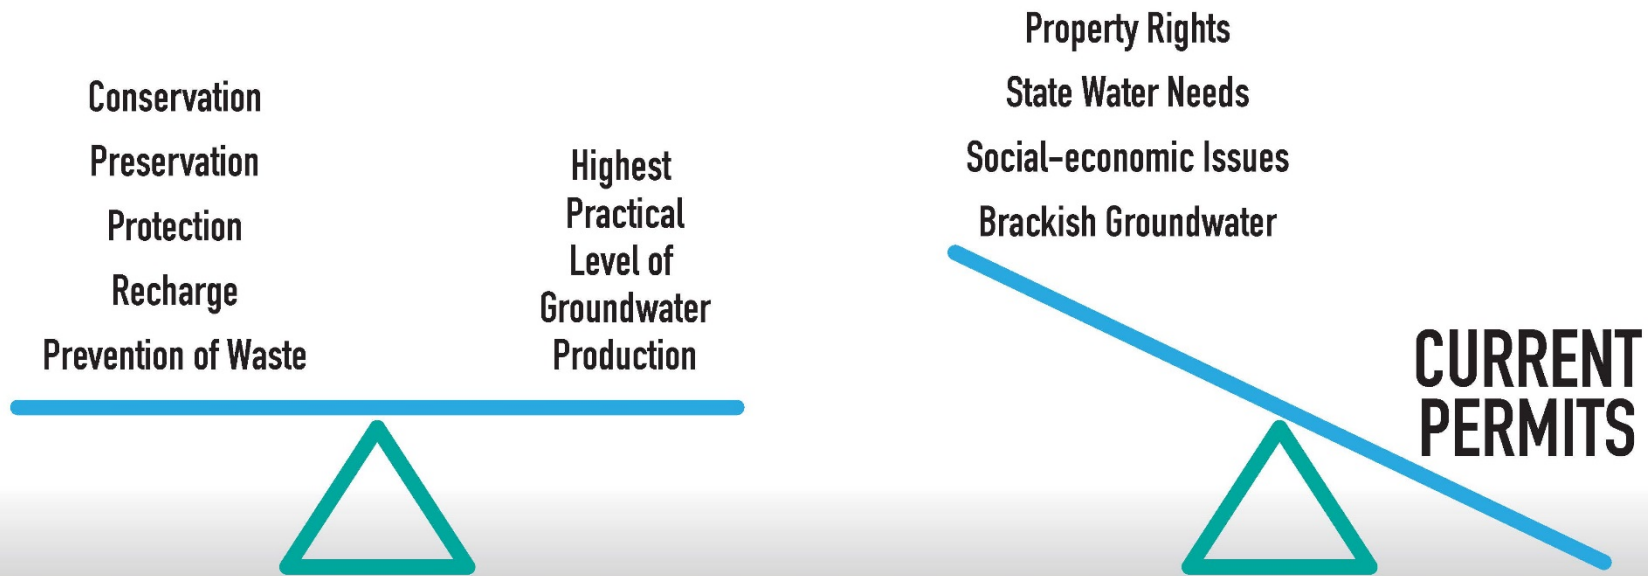 Conservation
Preservation
Protection
Recharge
Prevention of Waste
Highest
Practical
Level of
Groundwater
Production
Property Rights
State Water Needs
Social-economic Issues
Brackish Groundwater
CURRENT
PERMITS